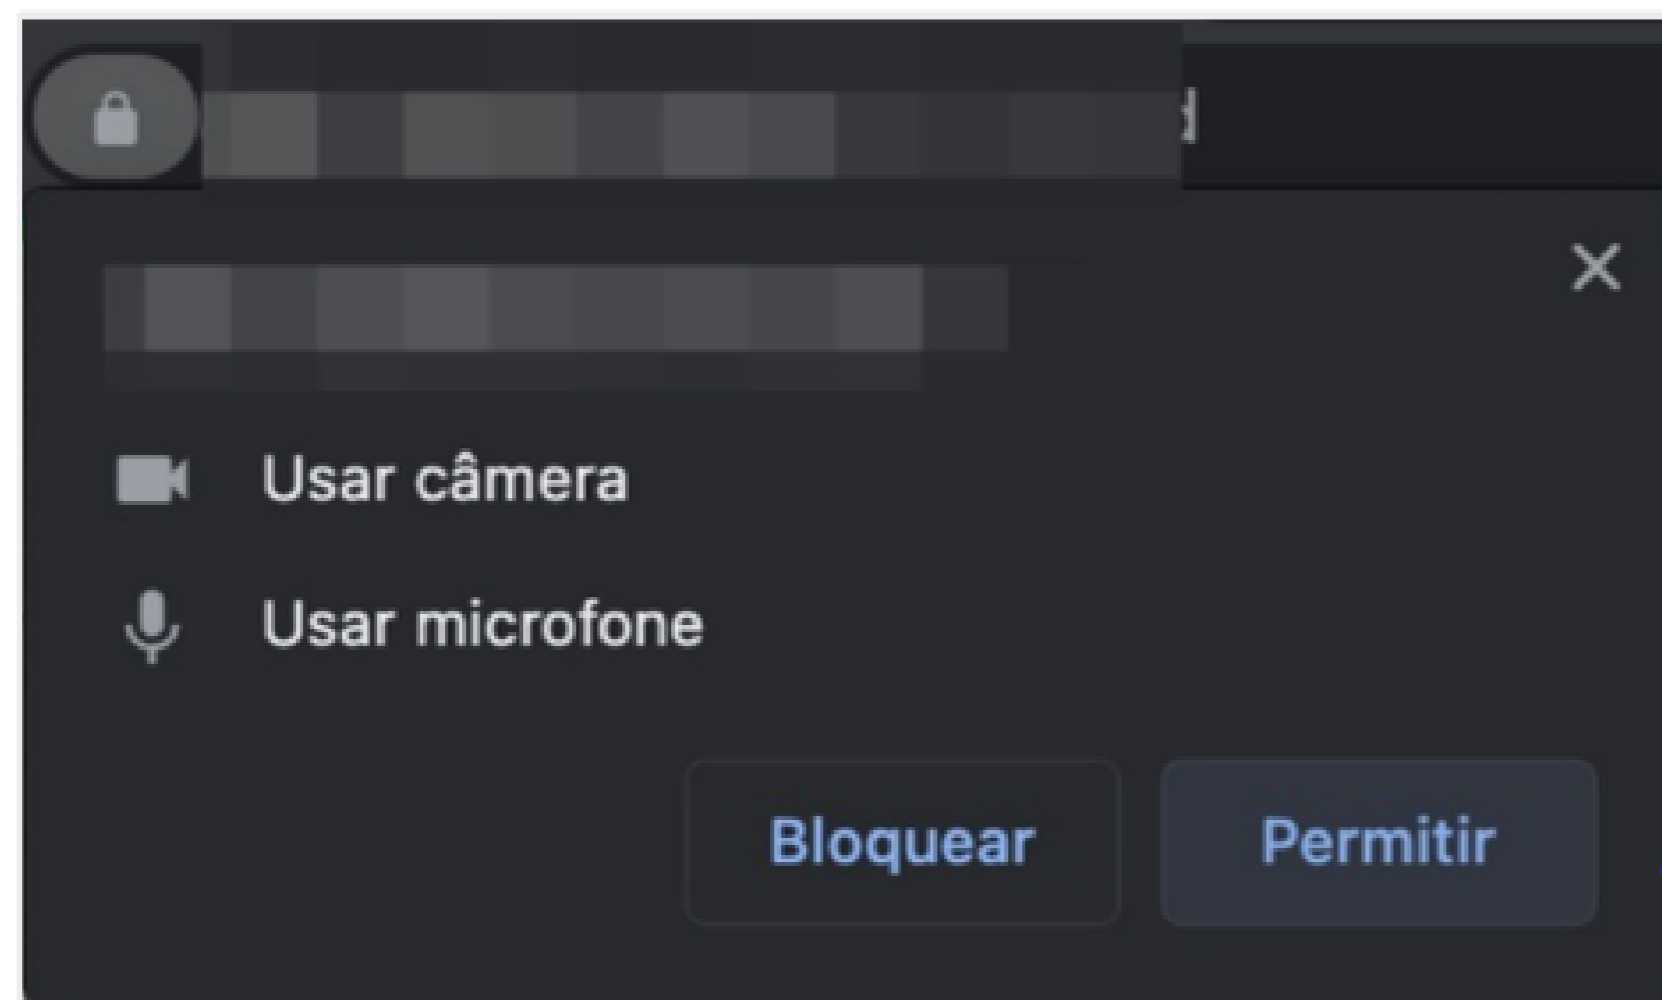 d
Usar câmera
Usar microfone
Bloquear
Permitir